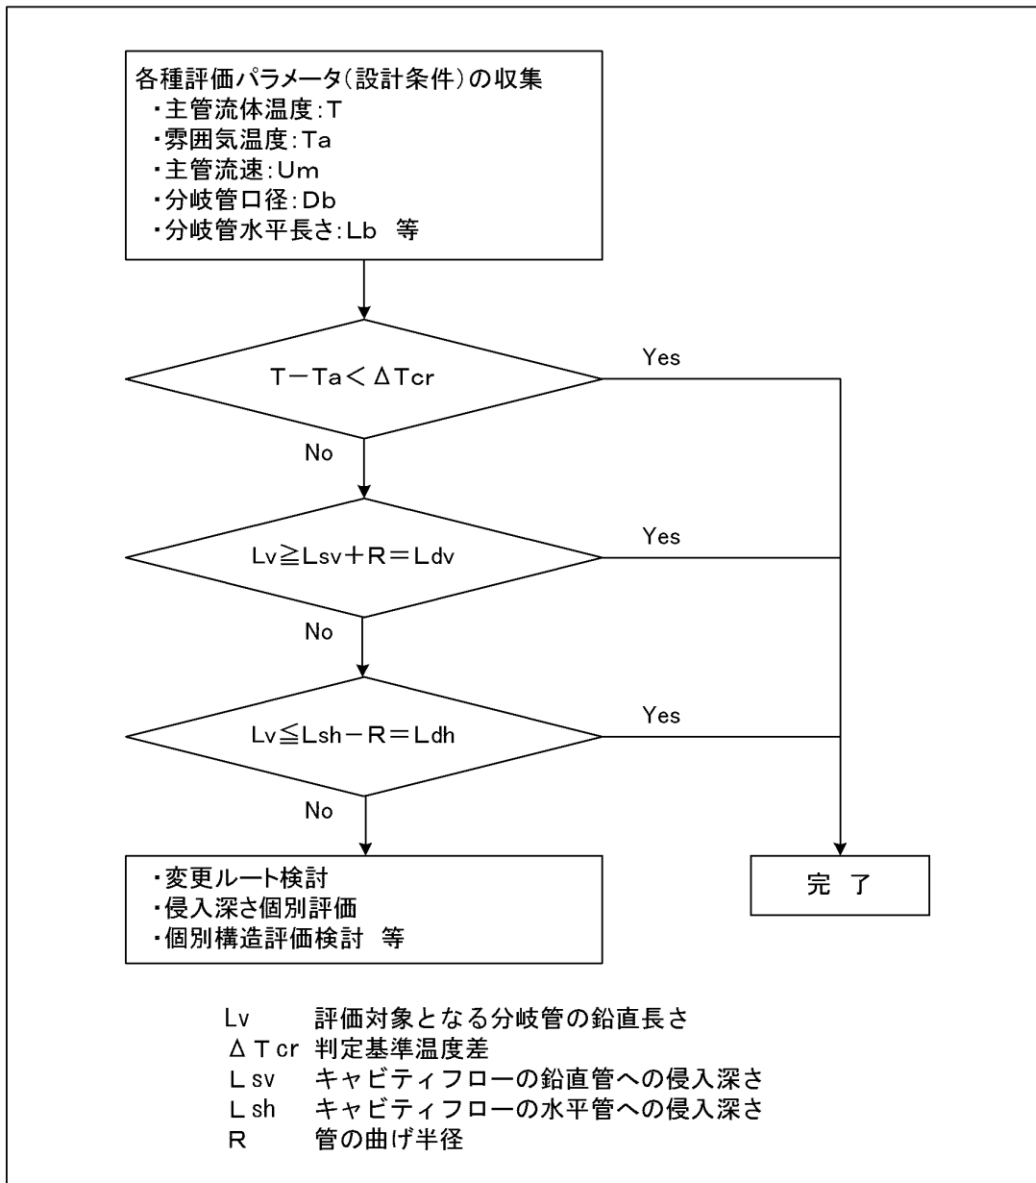 各種評価パラメータ(設計条件)の収集
・主管流体温度:T
・雰囲気温度:Ta
・主管流速:Um
・分岐管口径:Db
・分岐管水平長さ:Lb 等
T-Ta<ΔTcr
Yes
No
Lv≧Lsv+R=Ldv
Yes
No
Lv≦Lsh-R=Ldh
Yes
No
・変更ルート検討
・侵入深さ個別評価
・個別構造評価検討 等
完 了
Lv 評価対象となる分岐管の鉛直長さ
ΔTcr 判定基準温度差
Lsv キャビティフローの鉛直管への侵入深さ
Lsh キャビティフローの水平管への侵入深さ
R 管の曲げ半径